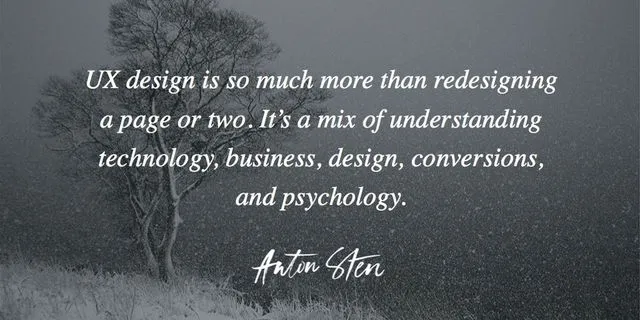 UX design is so much more than redesigning
a page or two. It’s a mix of understanding
technology, business, design, conversions,
and psychology.
Anton Sten